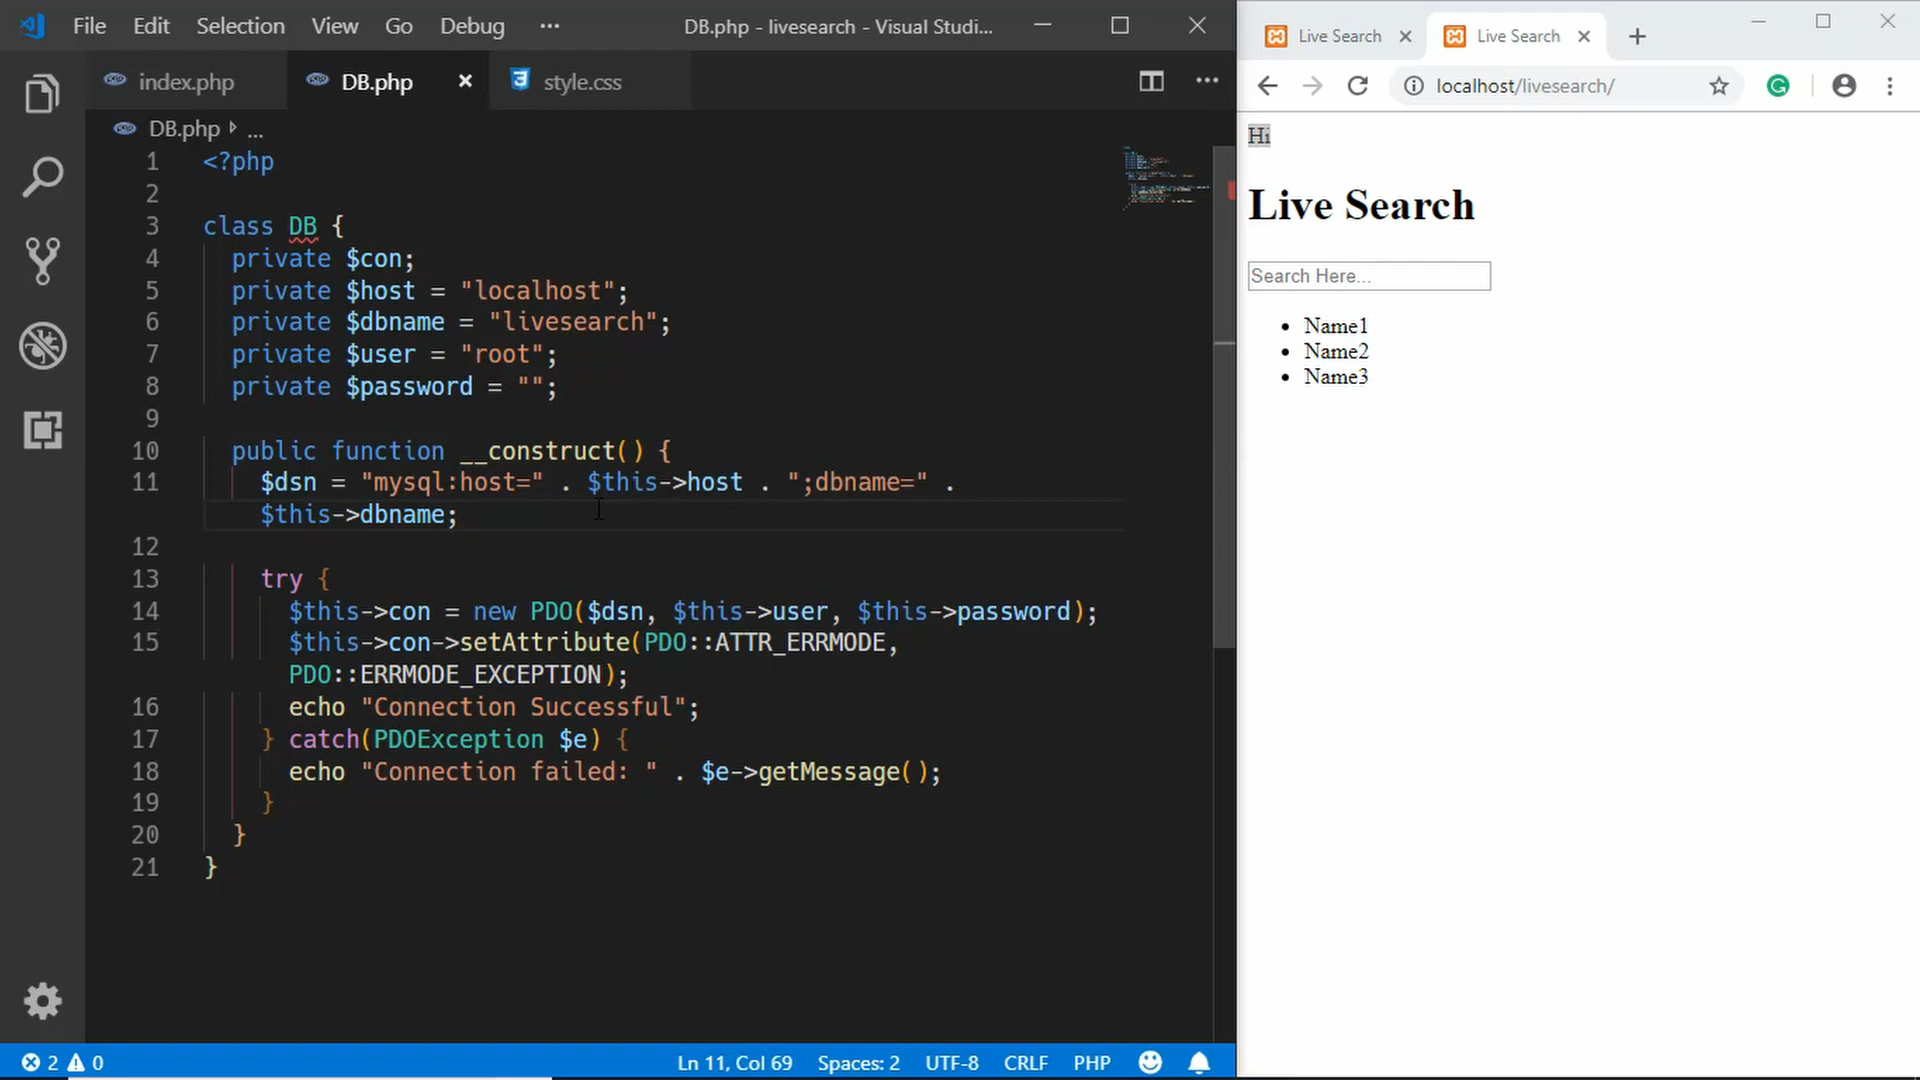 File Edit Selection View Go Debug ··· DB.php - livesearch - Visual Studi...
index.php DB.php style.css
DB.php ...
1 <?php
2
3 class DB {
4 private $con;
5 private $host = "localhost";
6 private $dbname = "livesearch";
7 private $user = "root";
8 private $password = "";
9
10 public function __construct() {
11 $dsn = "mysql:host=" . $this->host . ";dbname=" .
$this->dbname;
12
13 try {
14 $this->con = new PDO($dsn, $this->user, $this->password);
15 $this->con->setAttribute(PDO::ATTR_ERRMODE,
PDO::ERRMODE_EXCEPTION);
16 echo "Connection Successful";
17 } catch(PDOException $e) {
18 echo "Connection failed: " . $e->getMessage();
19 }
20 }
21 }
2 0 Ln 11, Col 69 Spaces: 2 UTF-8 CRLF PHP
Live Search Live Search
localhost/livesearch/
Hi
Live Search
Search Here...
Name1
Name2
Name3